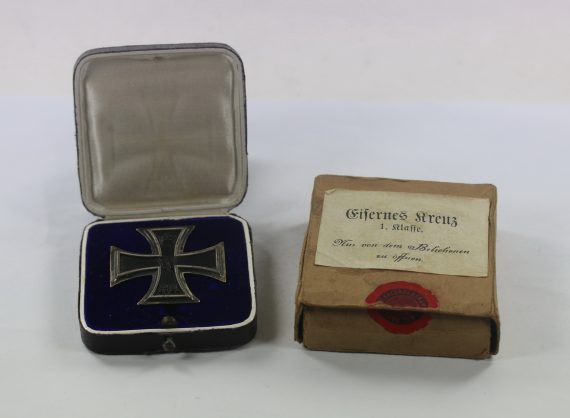 Eisernes Kreuz
1. Klasse.
Nur von dem Beliehenen
zu öffnen.